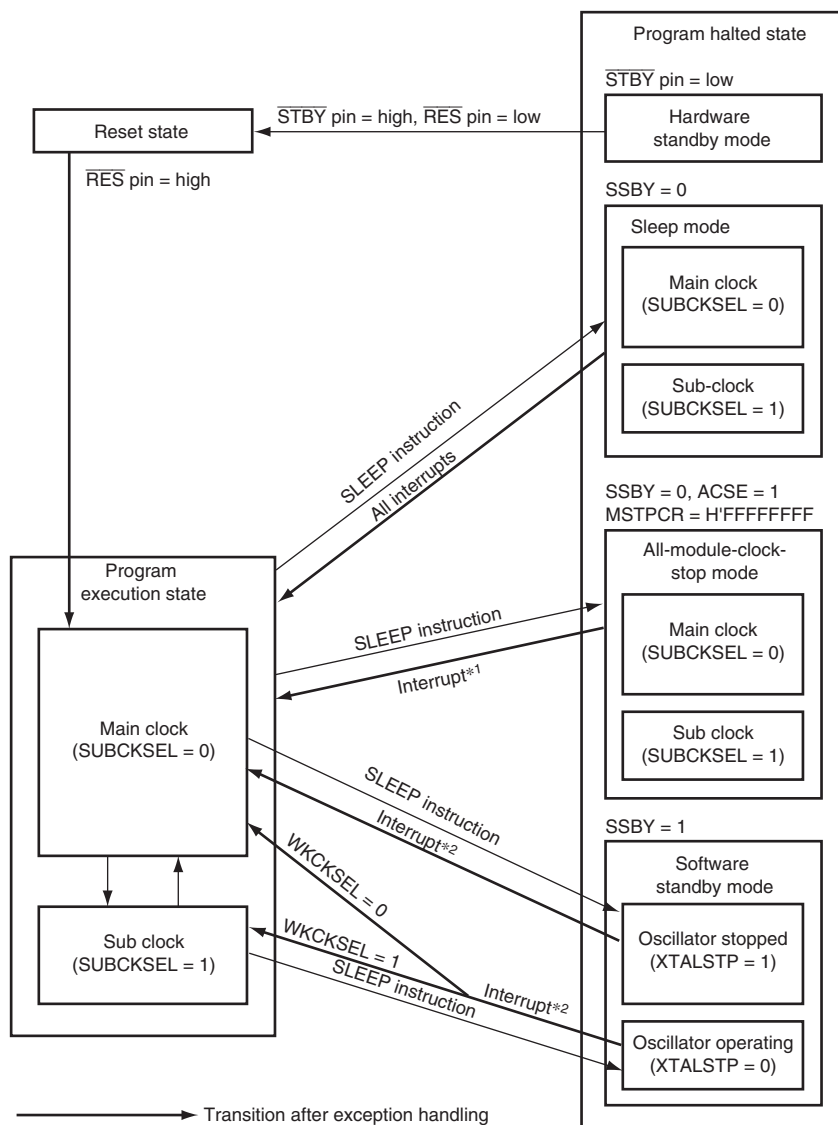 Program halted state
STBY pin = low
Hardware
standby mode
STBY pin = high, RES pin = low
Reset state
RES pin = high
SSBY = 0
Sleep mode
Main clock
(SUBCKSEL = 0)
Sub-clock
(SUBCKSEL = 1)
SLEEP instruction
All interrupts
SSBY = 0, ACSE = 1
MSTPCR = H'FFFFFFFF
All-module-clock-
stop mode
Main clock
(SUBCKSEL = 0)
Sub clock
(SUBCKSEL = 1)
Program
execution state
SLEEP instruction
Interrupt*1
Main clock
(SUBCKSEL = 0)
SLEEP instruction
Interrupt*2
WKCKSEL = 0
Sub clock
(SUBCKSEL = 1)
WKCKSEL = 1
SLEEP instruction
Interrupt*2
SSBY = 1
Software
standby mode
Oscillator stopped
(XTALSTP = 1)
Oscillator operating
(XTALSTP = 0)
Transition after exception handling